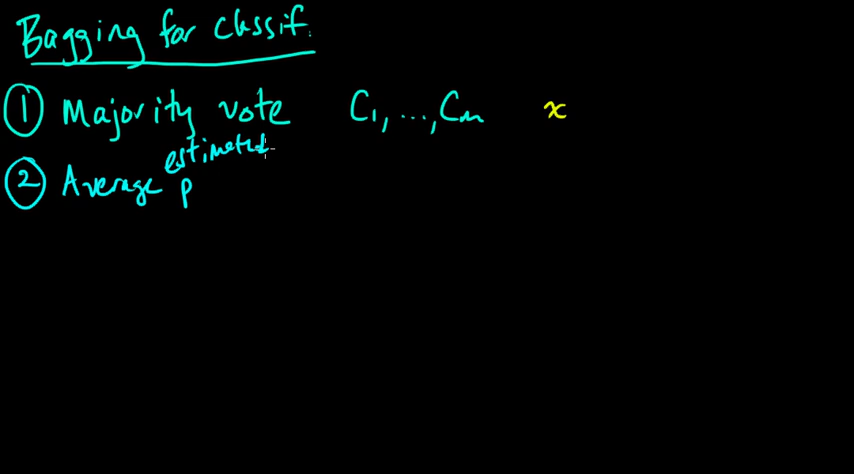 Bagging for classif.
① Majority vote C₁, ..., Cₘ x
② Average estimated p